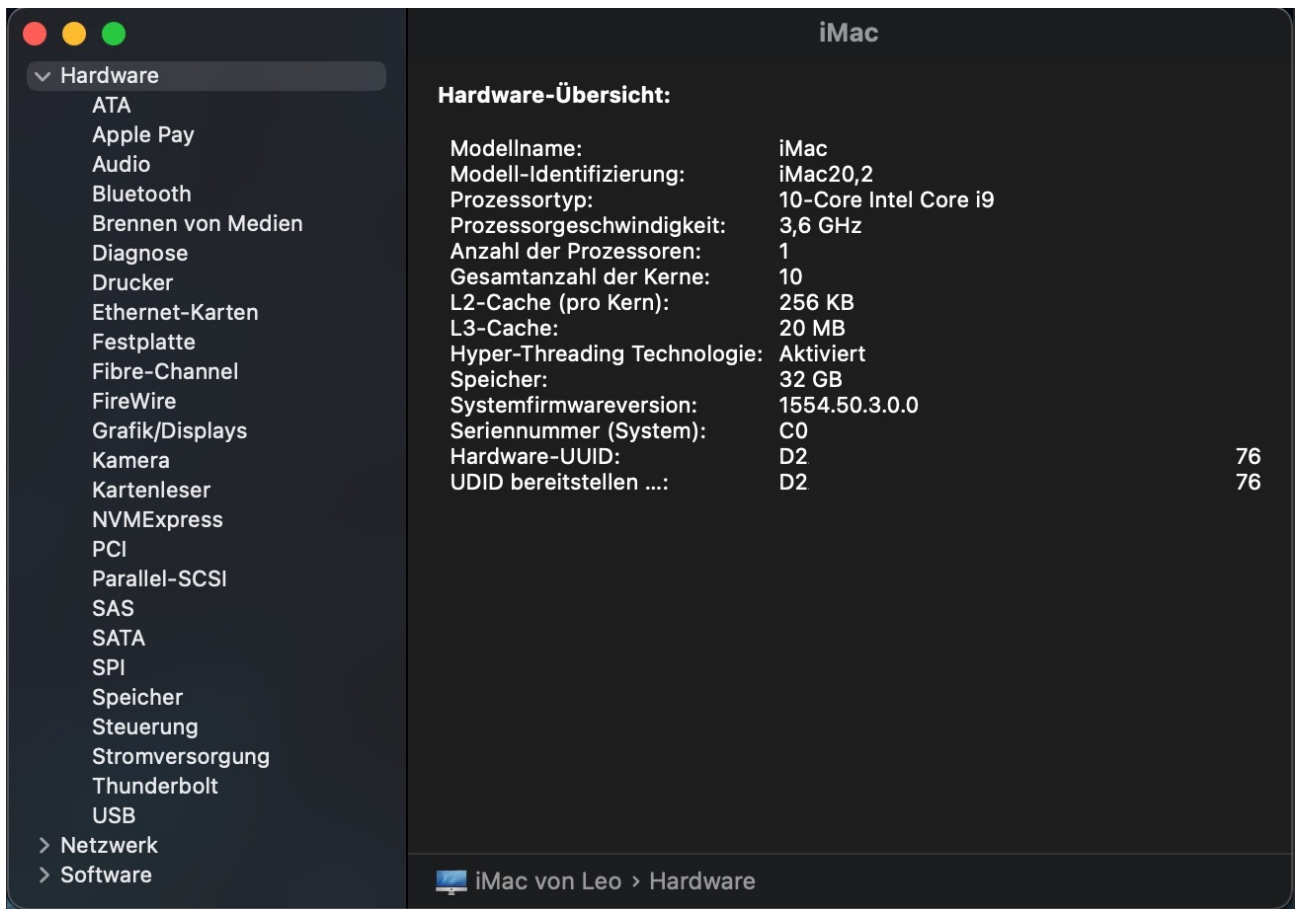 iMac
Hardware
ATA
Apple Pay
Audio
Bluetooth
Brennen von Medien
Diagnose
Drucker
Ethernet-Karten
Festplatte
Fibre-Channel
FireWire
Grafik/Displays
Kamera
Kartenleser
NVMExpress
PCI
Parallel-SCSI
SAS
SATA
SPI
Speicher
Steuerung
Stromversorgung
Thunderbolt
USB
Netzwerk
Software
Hardware-Übersicht:
Modellname: iMac
Modell-Identifizierung: iMac20,2
Prozessortyp: 10-Core Intel Core i9
Prozessorgeschwindigkeit: 3,6 GHz
Anzahl der Prozessoren: 1
Gesamtanzahl der Kerne: 10
L2-Cache (pro Kern): 256 KB
L3-Cache: 20 MB
Hyper-Threading Technologie: Aktiviert
Speicher: 32 GB
Systemfirmwareversion: 1554.50.3.0.0
Seriennummer (System): C0
Hardware-UUID: D2 76
UDID bereitstellen ...: D2 76
iMac von Leo › Hardware